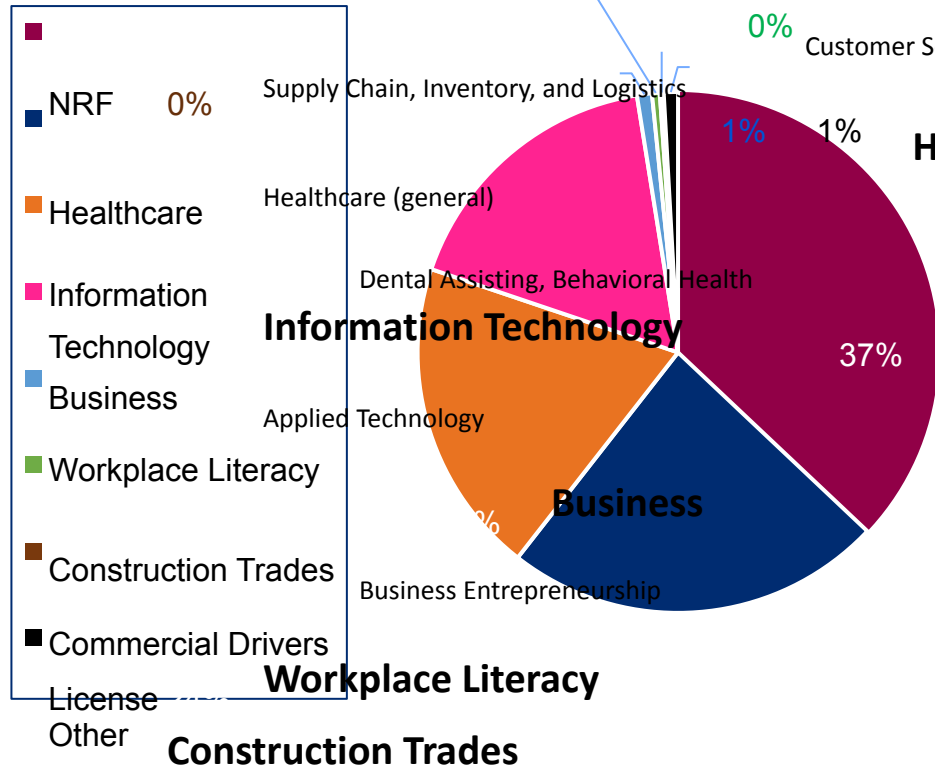 0%
Customer S
NRF 0%
Supply Chain, Inventory, and Logistics
1%
1%
H
Healthcare
Healthcare (general)
Dental Assisting, Behavioral Health
Information
Technology
Information Technology
37%
Business
Applied Technology
Workplace Literacy
Business
%
Construction Trades
Business Entrepreneurship
Commercial Drivers
License
Workplace Literacy
Other
Construction Trades